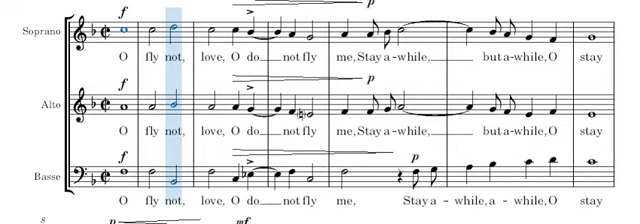 f
p
Soprano
O fly not, love, O do not fly me, Stay a-while, but a-while, O stay
f
p
Alto
O fly not, love, O do not fly me, Stay a-while, but a-while, O stay
f
p
Basse
O fly not, love, O do not fly me, Stay a - while, a - while, O stay
8
p
mf